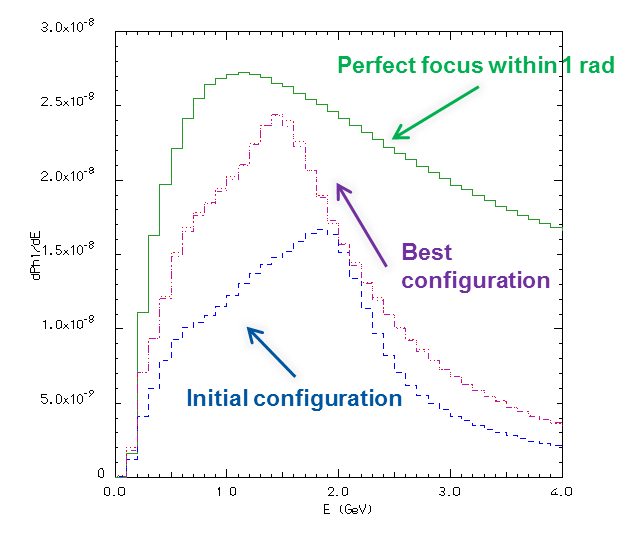 3.0x10-8
Perfect focus within 1 rad
2.5x10-8
2.0x10-8
dPhi/dE
1.5x10-8
Best
configuration
1.0x10-8
Initial configuration
5.0x10-9
0
0.0 1.0 2.0 3.0 4.0
E (GeV)